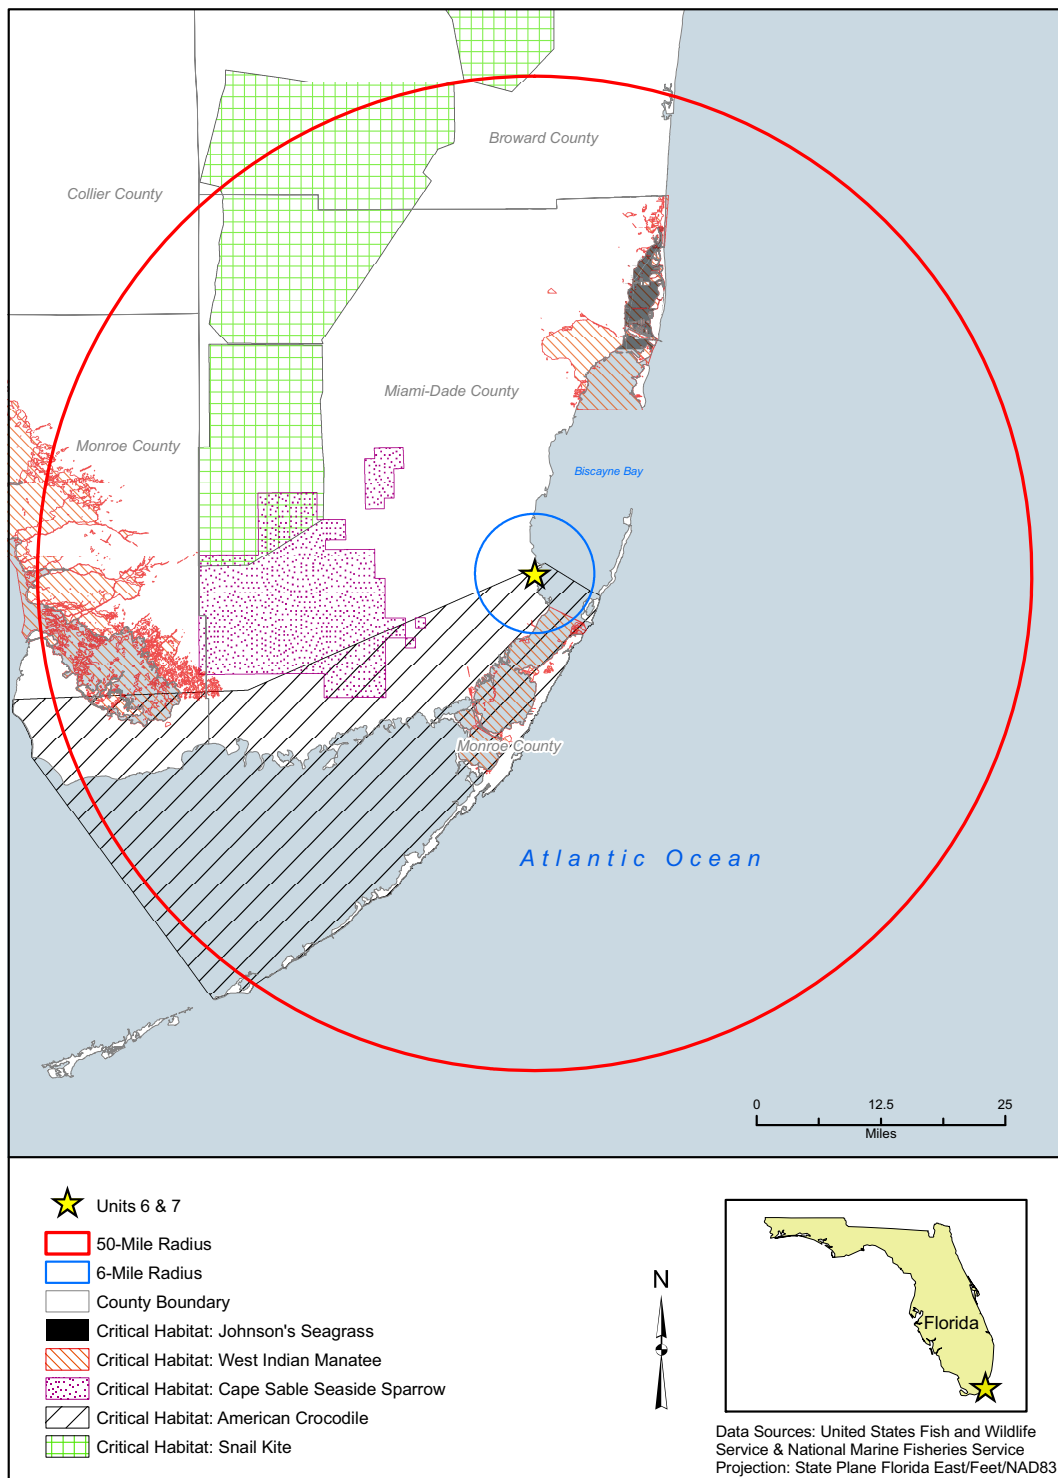 Broward County
Collier County
Miami-Dade County
Monroe County
Biscayne Bay
Monroe County
Atlantic Ocean
0 12.5 25
Miles
Units 6 & 7
50-Mile Radius
6-Mile Radius
County Boundary
Critical Habitat: Johnson's Seagrass
Critical Habitat: West Indian Manatee
Critical Habitat: Cape Sable Seaside Sparrow
Critical Habitat: American Crocodile
Critical Habitat: Snail Kite
N
Florida
Data Sources: United States Fish and Wildlife
Service & National Marine Fisheries Service
Projection: State Plane Florida East/Feet/NAD83